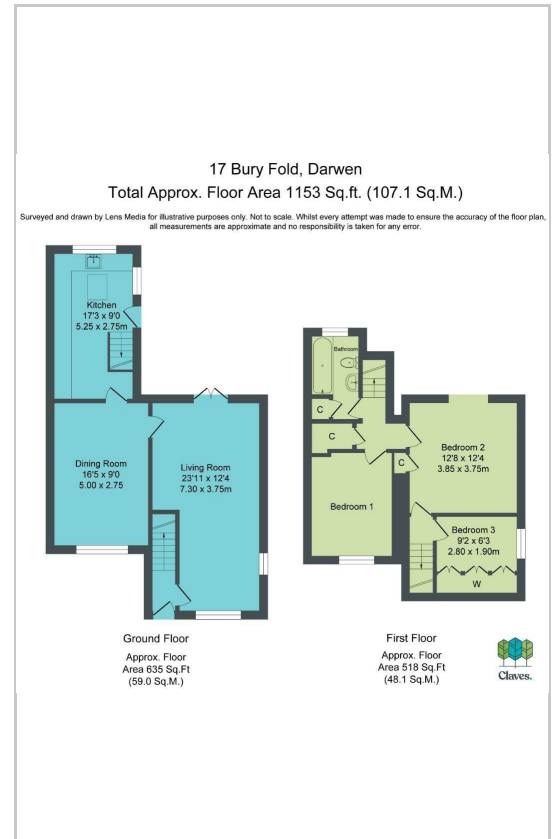 17 Bury Fold, Darwen
Total Approx. Floor Area 1153 Sq.ft. (107.1 Sq.M.)
Surveyed and drawn by Lens Media for illustrative purposes only. Not to scale. Whilst every attempt was made to ensure the accuracy of the floor plan,
all measurements are approximate and no responsibility is taken for any error.
Kitchen
17'3 x 9'0
5.25 x 2.75m
Dining Room
16'5 x 9'0
5.00 x 2.75
Living Room
23'11 x 12'4
7.30 x 3.75m
Ground Floor
Approx. Floor
Area 635 Sq.Ft
(59.0 Sq.M.)
Bathroom
C
C
C
Bedroom 2
12'8 x 12'4
3.85 x 3.75m
Bedroom 1
Bedroom 3
9'2 x 6'3
2.80 x 1.90m
W
First Floor
Approx. Floor
Area 518 Sq.Ft
(48.1 Sq.M.)
Claves.